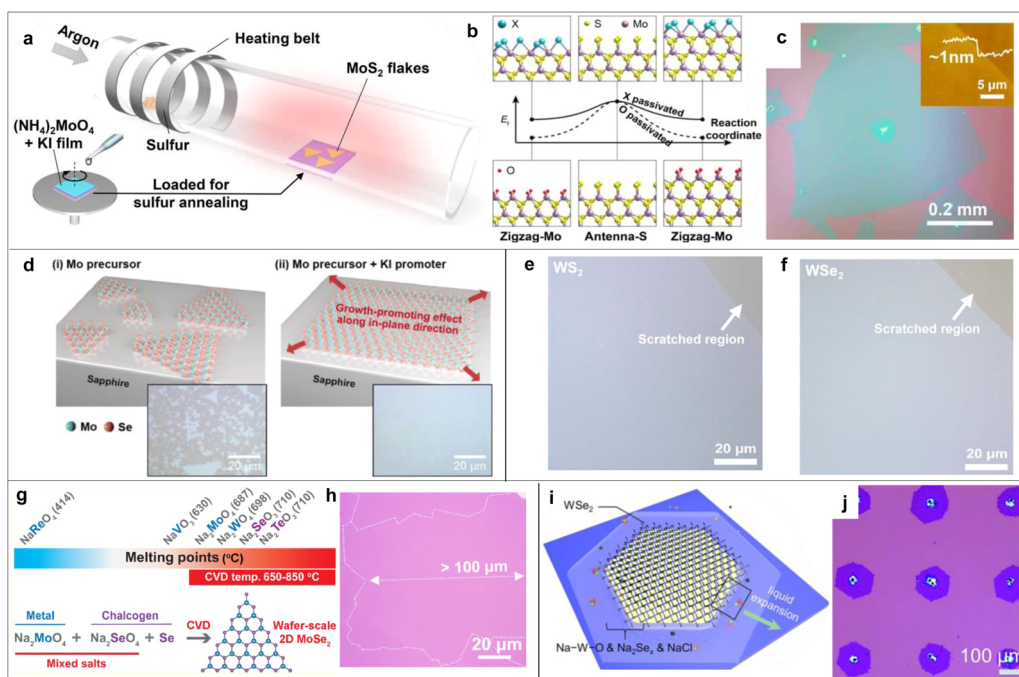 a
Argon
Heating belt
MoS2 flakes
(NH4)2MoO4
+ KI film
Sulfur
Loaded for
sulfur annealing
b
X S Mo
X passivated
O passivated
Er
Reaction
coordinate
O
Zigzag-Mo Antenna-S Zigzag-Mo
c
~1nm
5 μm
0.2 mm
d
(i) Mo precursor
(ii) Mo precursor + KI promoter
Growth-promoting effect
along in-plane direction
Sapphire
Sapphire
Mo Se
20 μm
20 μm
e
WS2
Scratched region
20 μm
f
WSe2
Scratched region
20 μm
g
NaReO4(414)
NaVO3(630)
Na2MoO4(687)
Na2WO4(698)
Na2SeO3(710)
Na2TeO3(710)
Melting points(°C)
CVD temp. 650-850 °C
Metal
Chalcogen
Na2MoO4 + Na2SeO4 + Se
CVD
Mixed salts
Wafer-scale
2D MoSe2
h
> 100 μm
20 μm
i
WSe2
liquid
expansion
Na–W–O & Na2Sex & NaCl
j
100 μm